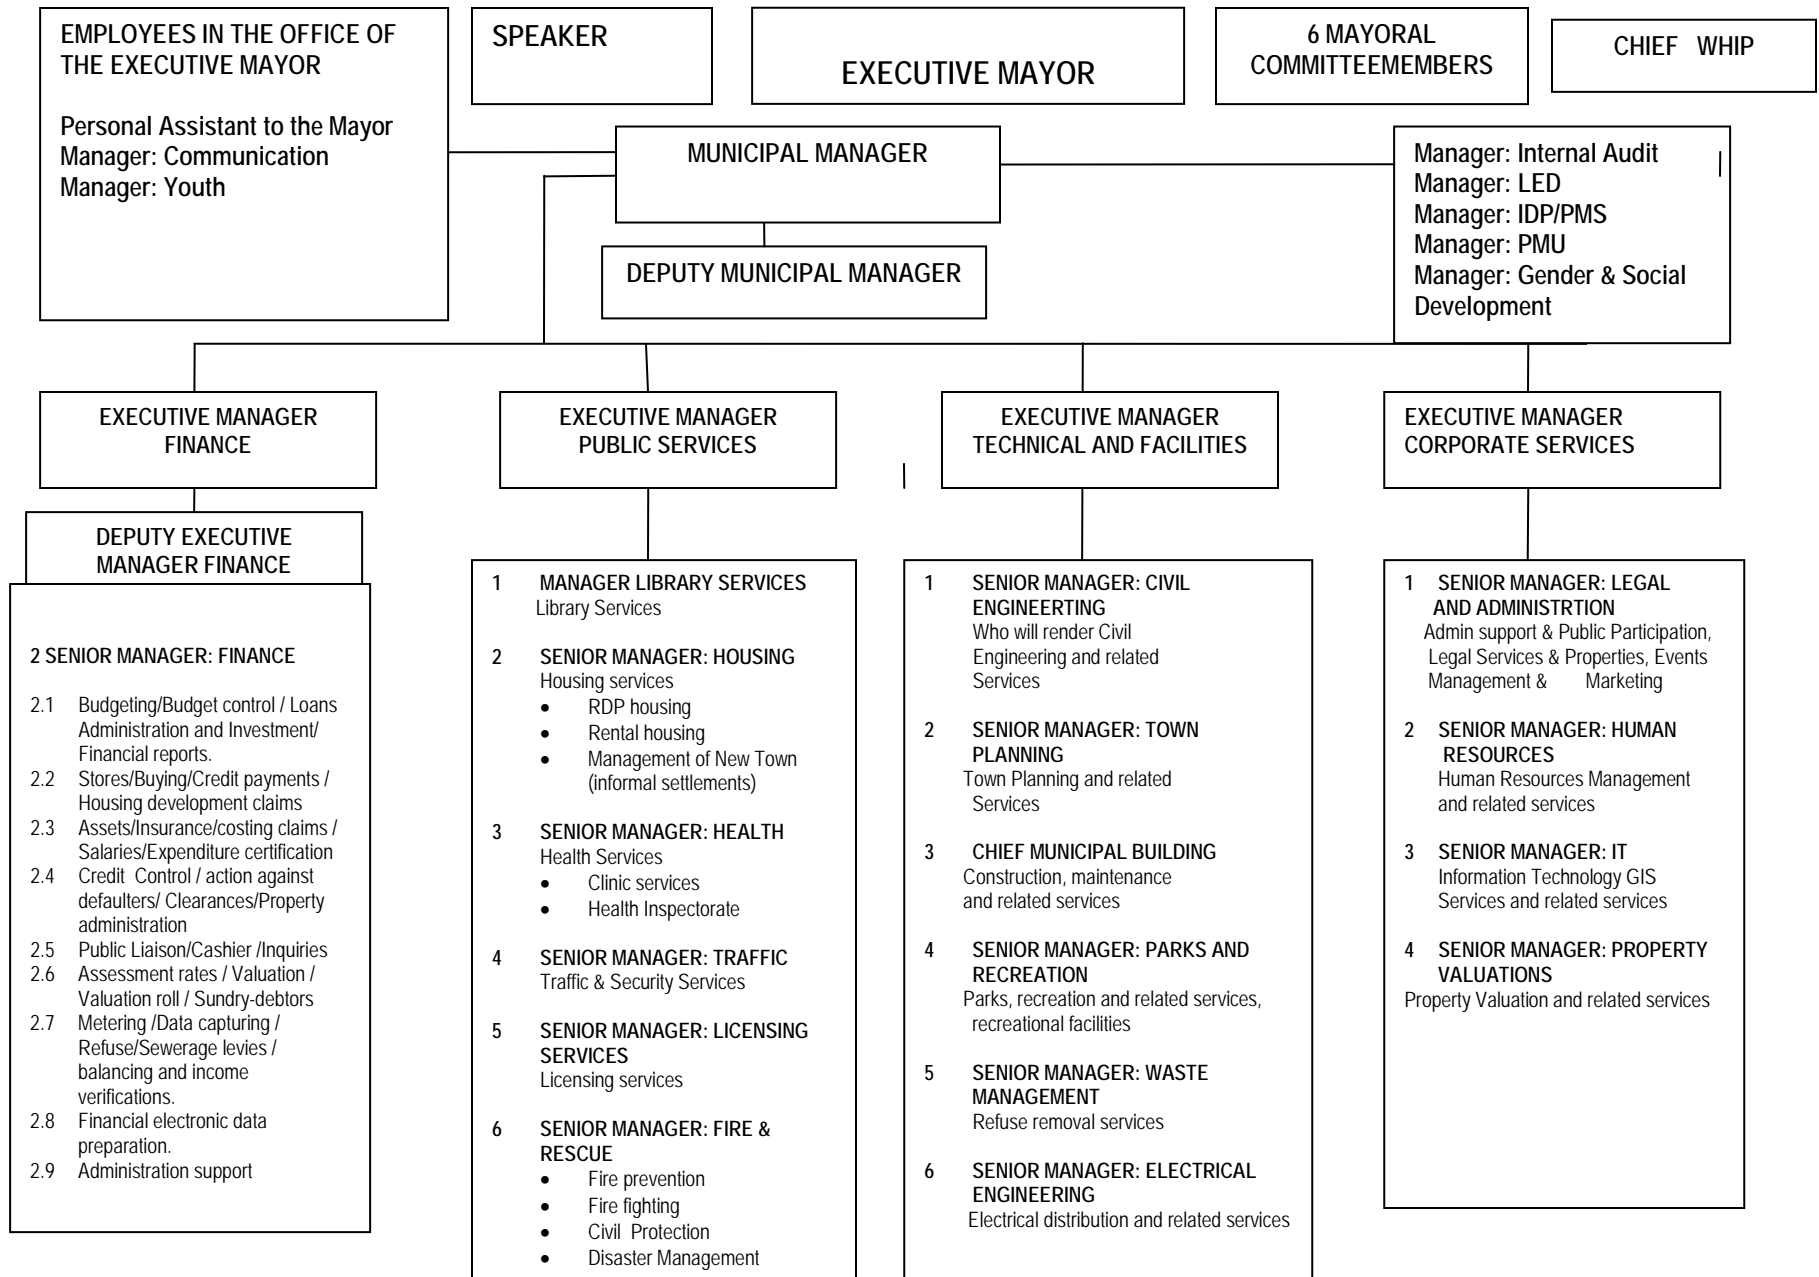 EMPLOYEES IN THE OFFICE OF
THE EXECUTIVE MAYOR
Personal Assistant to the Mayor
Manager: Communication
Manager: Youth
SPEAKER
EXECUTIVE MAYOR
6 MAYORAL
COMMITTEEMEMBERS
CHIEF WHIP
MUNICIPAL MANAGER
DEPUTY MUNICIPAL MANAGER
Manager: Internal Audit
Manager: LED
Manager: IDP/PMS
Manager: PMU
Manager: Gender & Social
Development
EXECUTIVE MANAGER
FINANCE
DEPUTY EXECUTIVE
MANAGER FINANCE
2 SENIOR MANAGER: FINANCE
2.1 Budgeting/Budget control / Loans
Administration and Investment/
Financial reports.
2.2 Stores/Buying/Credit payments /
Housing development claims
2.3 Assets/Insurance/costing claims /
Salaries/Expenditure certification
2.4 Credit Control / action against
defaulters/ Clearances/Property
administration
2.5 Public Liaison/Cashier /Inquiries
2.6 Assessment rates / Valuation /
Valuation roll / Sundry-debtors
2.7 Metering /Data capturing /
Refuse/Sewerage levies /
balancing and income
verifications.
2.8 Financial electronic data
preparation.
2.9 Administration support
EXECUTIVE MANAGER
PUBLIC SERVICES
1 MANAGER LIBRARY SERVICES
Library Services
2 SENIOR MANAGER: HOUSING
Housing services
• RDP housing
• Rental housing
• Management of New Town
(informal settlements)
3 SENIOR MANAGER: HEALTH
Health Services
• Clinic services
• Health Inspectorate
4 SENIOR MANAGER: TRAFFIC
Traffic & Security Services
5 SENIOR MANAGER: LICENSING
SERVICES
Licensing services
6 SENIOR MANAGER: FIRE &
RESCUE
• Fire prevention
• Fire fighting
• Civil Protection
• Disaster Management
EXECUTIVE MANAGER
TECHNICAL AND FACILITIES
1 SENIOR MANAGER: CIVIL
ENGINEERTING
Who will render Civil
Engineering and related
Services
2 SENIOR MANAGER: TOWN
PLANNING
Town Planning and related
Services
3 CHIEF MUNICIPAL BUILDING
Construction, maintenance
and related services
4 SENIOR MANAGER: PARKS AND
RECREATION
Parks, recreation and related services,
recreational facilities
5 SENIOR MANAGER: WASTE
MANAGEMENT
Refuse removal services
6 SENIOR MANAGER: ELECTRICAL
ENGINEERING
Electrical distribution and related services
EXECUTIVE MANAGER
CORPORATE SERVICES
1 SENIOR MANAGER: LEGAL
AND ADMINISTRTION
Admin support & Public Participation,
Legal Services & Properties, Events
Management & Marketing
2 SENIOR MANAGER: HUMAN
RESOURCES
Human Resources Management
and related services
3 SENIOR MANAGER: IT
Information Technology GIS
Services and related services
4 SENIOR MANAGER: PROPERTY
VALUATIONS
Property Valuation and related services